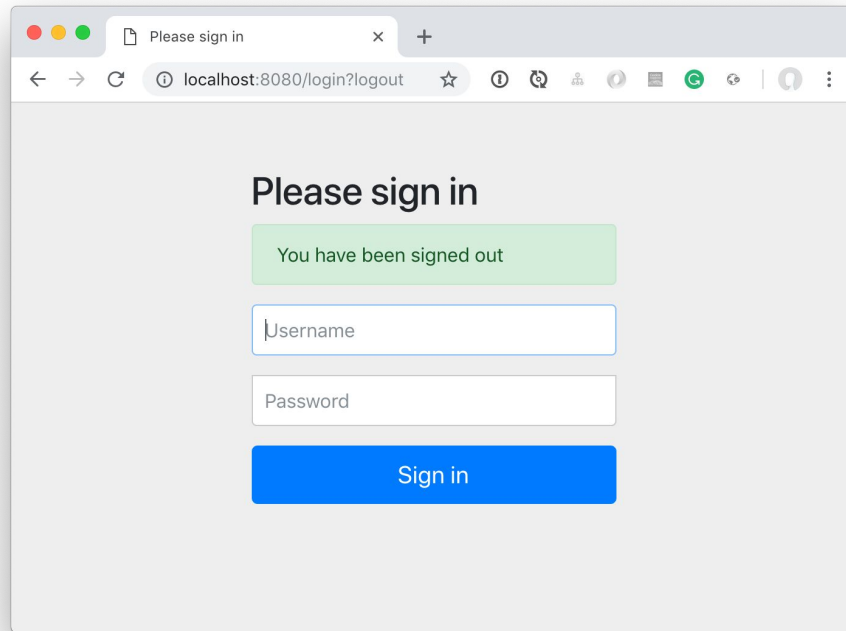 Please sign in
localhost:8080/login?logout
Please sign in
You have been signed out
Username
Password
Sign in